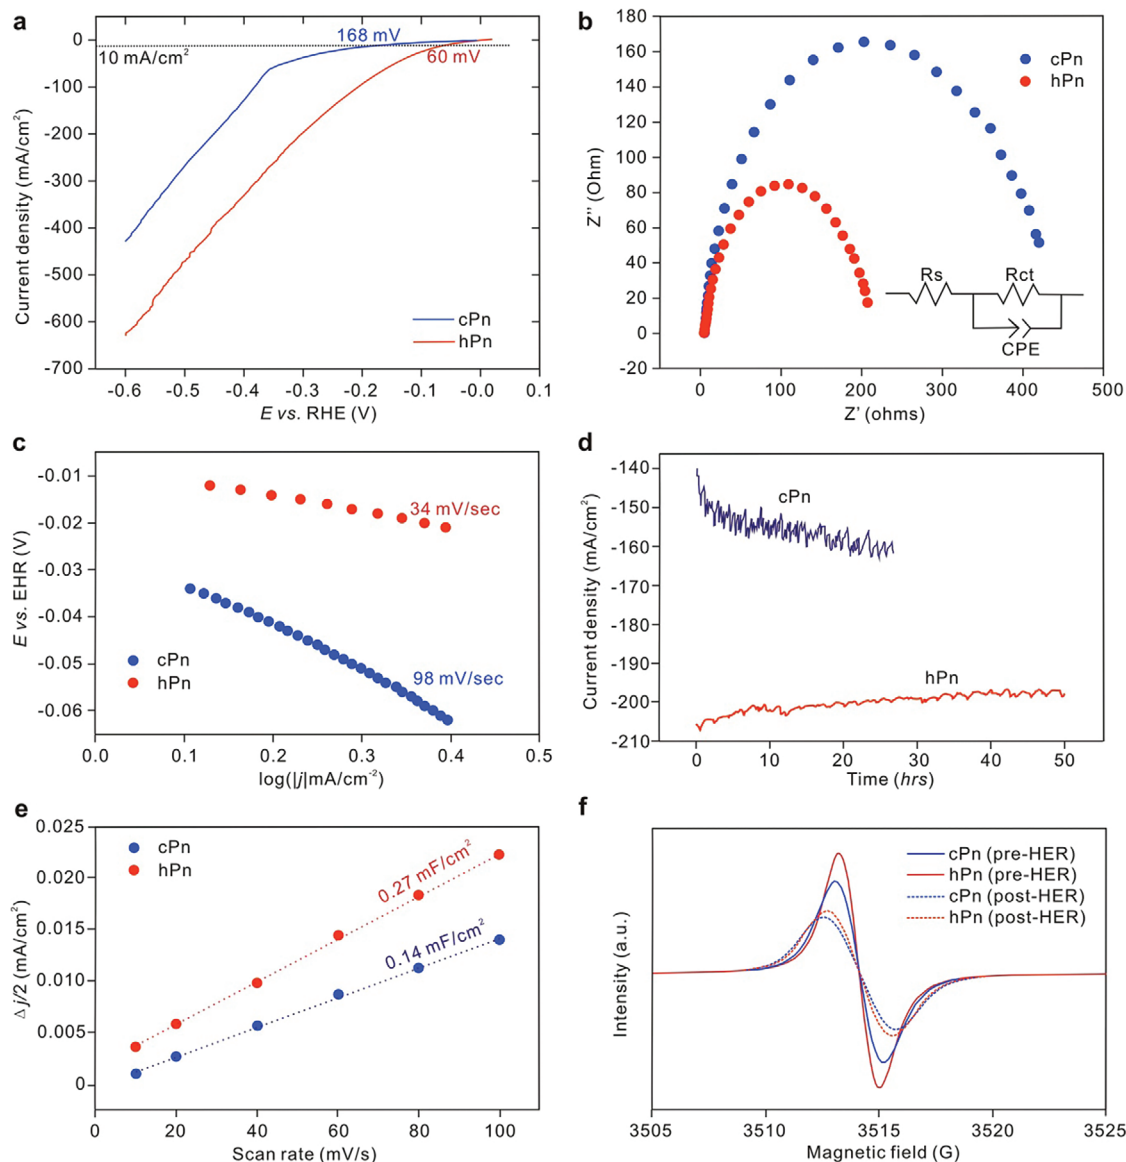 a
0
-100
-200
-300
-400
-500
-600
-700
Current density (mA/cm²)
168 mV
10 mA/cm²
60 mV
cPn
hPn
-0.6
-0.5
-0.4
-0.3
-0.2
-0.1
-0.0
0.1
E vs. RHE (V)
b
180
160
140
120
100
80
60
40
20
0
-20
Z'' (Ohm)
cPn
hPn
Rs
Rct
CPE
0
100
200
300
400
500
Z' (ohms)
c
-0.01
-0.02
-0.03
-0.04
-0.05
-0.06
E vs. EHR (V)
34 mV/sec
98 mV/sec
cPn
hPn
0.0
0.1
0.2
0.3
0.4
0.5
log(|j|mA/cm⁻²)
d
-140
-150
-160
-170
-180
-190
-200
-210
Current density (mA/cm²)
cPn
hPn
0
10
20
30
40
50
Time (hrs)
e
0.025
0.020
0.015
0.010
0.005
0
Δ j/2 (mA/cm²)
cPn
hPn
0.27 mF/cm²
0.14 mF/cm²
0
20
40
60
80
100
Scan rate (mV/s)
f
Intensity (a.u.)
cPn (pre-HER)
hPn (pre-HER)
cPn (post-HER)
hPn (post-HER)
3505
3510
3515
3520
3525
Magnetic field (G)